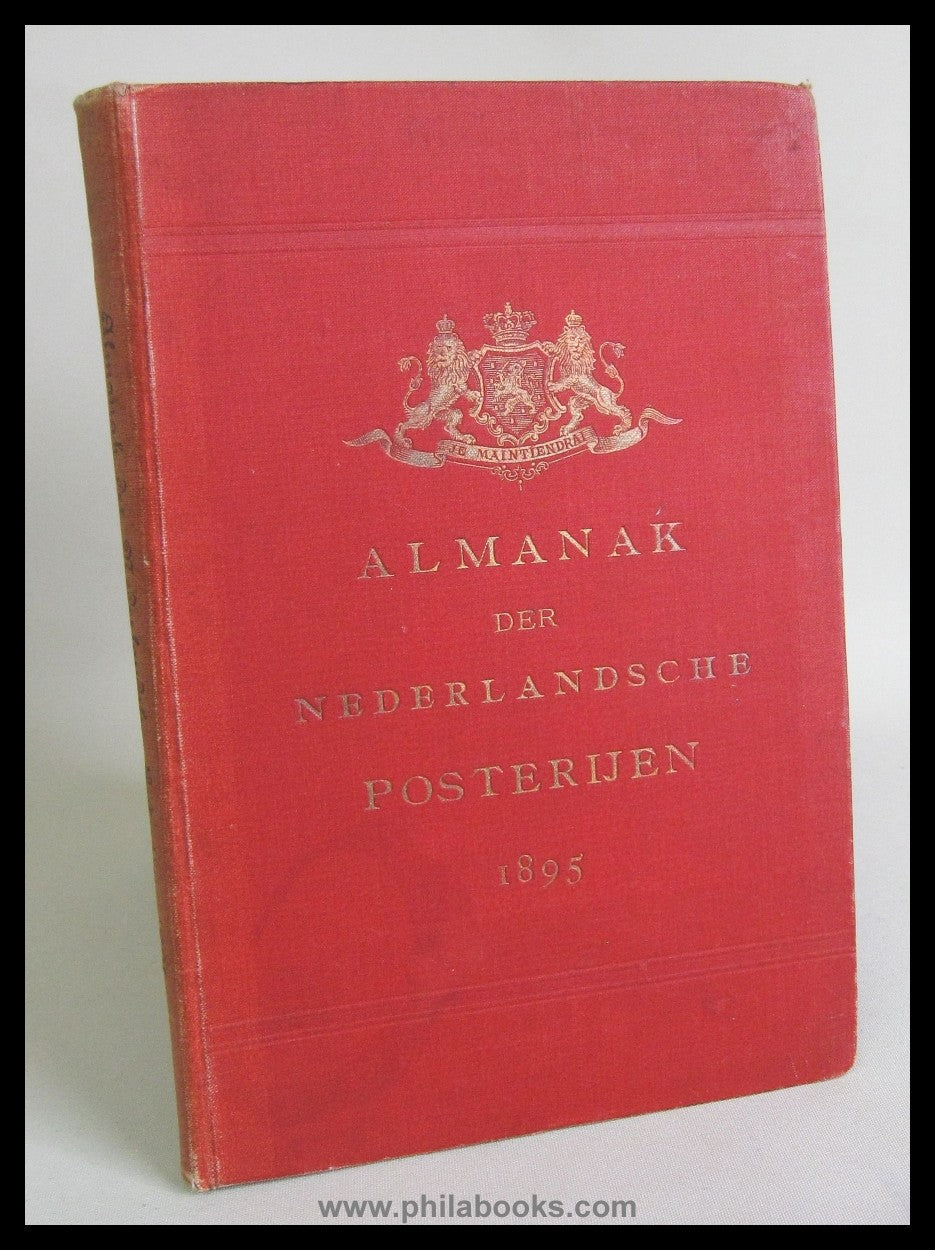 JE MAINTIENDRAI
ALMANAK
DER
NEDERLANDSCHE
POSTERIJEN
1895
www.philabooks.com